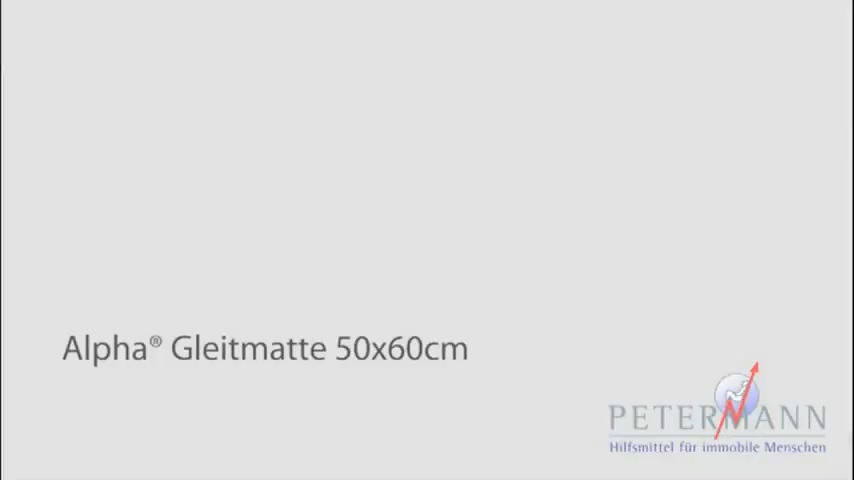 Alpha® Gleitmatte 50x60cm
PETERMANN
Hilfsmittel für immobile Menschen